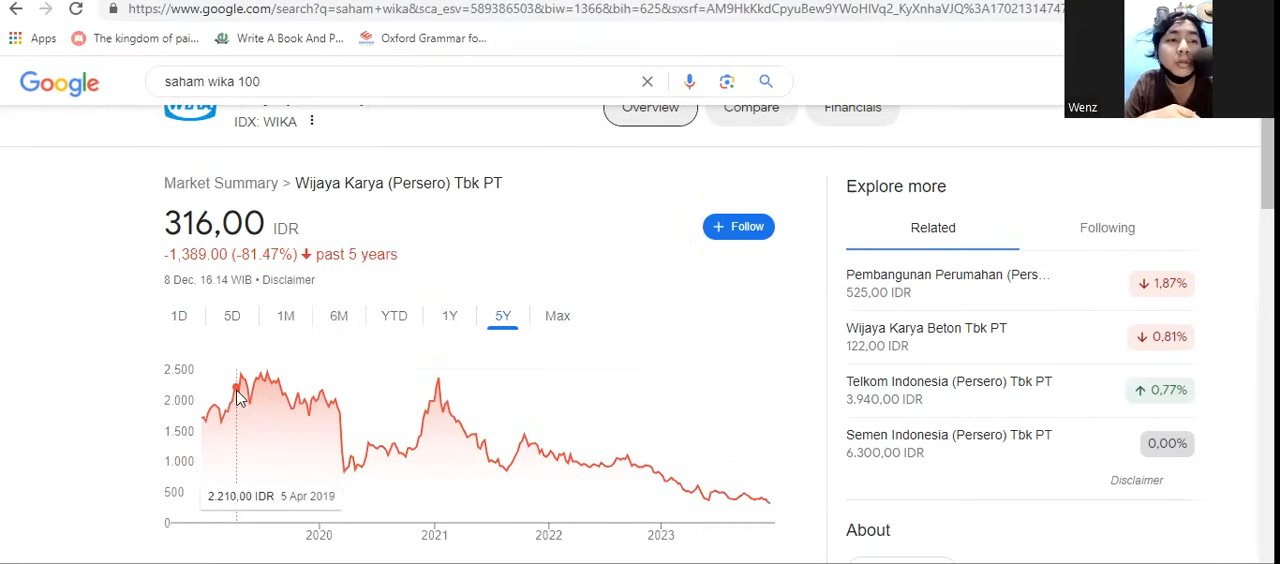 https://www.google.com/search?q=saham+wika&sca_esv=589386503&biw=1366&bih=625&sxsrf=AM9HkKkdCpyuBew9YWoHIVq2_KyXnhaVJQ%3A1702131474
Apps The kingdom of pai... Write A Book And P... Oxford Grammar fo...
Wenz
Google saham wika 100
WIKA
IDX: WIKA
Overview Compare Financials
Market Summary > Wijaya Karya (Persero) Tbk PT
316,00 IDR
+ Follow
-1,389.00 (-81.47%) past 5 years
8 Dec. 16.14 WIB • Disclaimer
1D 5D 1M 6M YTD 1Y 5Y Max
2.500
2.000
1.500
1.000
500
0
2.210,00 IDR 5 Apr 2019
2020 2021 2022 2023
Explore more
Related Following
Pembangunan Perumahan (Pers...
525,00 IDR
1,87%
Wijaya Karya Beton Tbk PT
122,00 IDR
0,81%
Telkom Indonesia (Persero) Tbk PT
3.940,00 IDR
0,77%
Semen Indonesia (Persero) Tbk PT
6.300,00 IDR
0,00%
Disclaimer
About